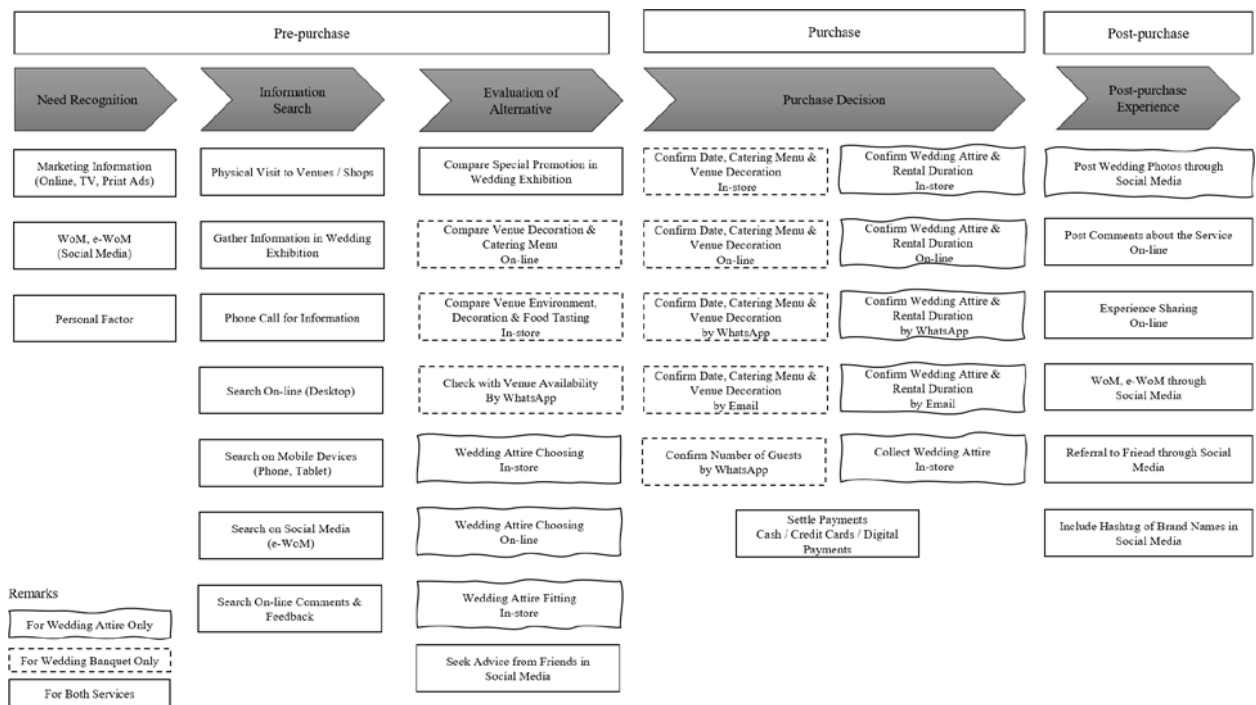 Pre-purchase
Purchase
Post-purchase
Need Recognition
Information
Search
Evaluation of
Alternative
Purchase Decision
Post-purchase
Experience
Marketing Information
(Online, TV, Print Ads)
WoM, e-WoM
(Social Media)
Personal Factor
Physical Visit to Venues / Shops
Gather Information in Wedding
Exhibition
Phone Call for Information
Search On-line (Desktop)
Search on Mobile Devices
(Phone, Tablet)
Search on Social Media
(e-WoM)
Search On-line Comments &
Feedback
Compare Special Promotion in
Wedding Exhibition
Compare Venue Decoration &
Catering Menu
On-line
Compare Venue Environment,
Decoration & Food Tasting
In-store
Check with Venue Availability
By WhatsApp
Wedding Attire Choosing
In-store
Wedding Attire Choosing
On-line
Wedding Attire Fitting
In-store
Seek Advice from Friends in
Social Media
Confirm Date, Catering Menu &
Venue Decoration
In-store
Confirm Date, Catering Menu &
Venue Decoration
On-line
Confirm Date, Catering Menu &
Venue Decoration
by WhatsApp
Confirm Date, Catering Menu &
Venue Decoration
by Email
Confirm Number of Guests
by WhatsApp
Confirm Wedding Attire &
Rental Duration
In-store
Confirm Wedding Attire &
Rental Duration
On-line
Confirm Wedding Attire &
Rental Duration
by WhatsApp
Confirm Wedding Attire &
Rental Duration
by Email
Collect Wedding Attire
In-store
Settle Payments
Cash / Credit Cards / Digital
Payments
Post Wedding Photos through
Social Media
Post Comments about the Service
On-line
Experience Sharing
On-line
WoM, e-WoM through
Social Media
Referral to Friend through Social
Media
Include Hashtag of Brand Names in
Social Media
Remarks
For Wedding Attire Only
For Wedding Banquet Only
For Both Services